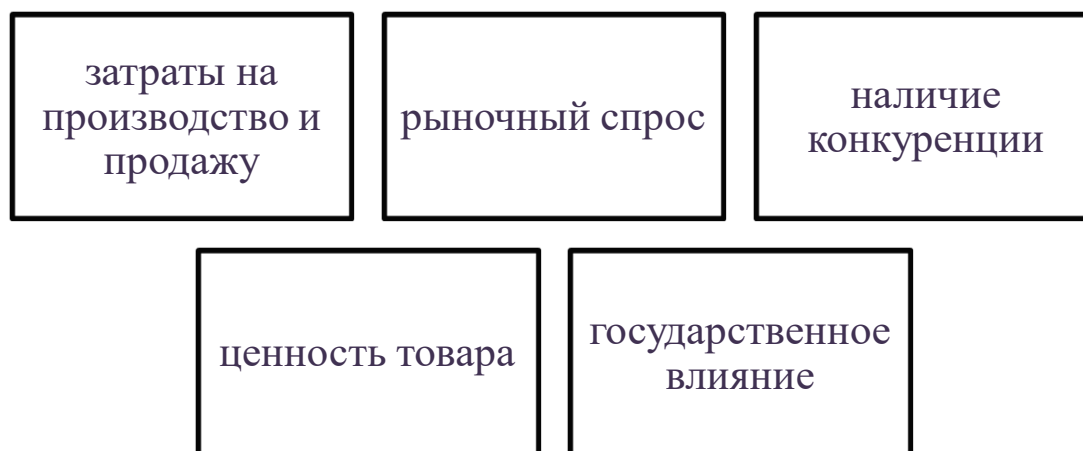 затраты на
производство и
продажу
рыночный спрос
наличие
конкуренции
ценность товара
государственное
влияние